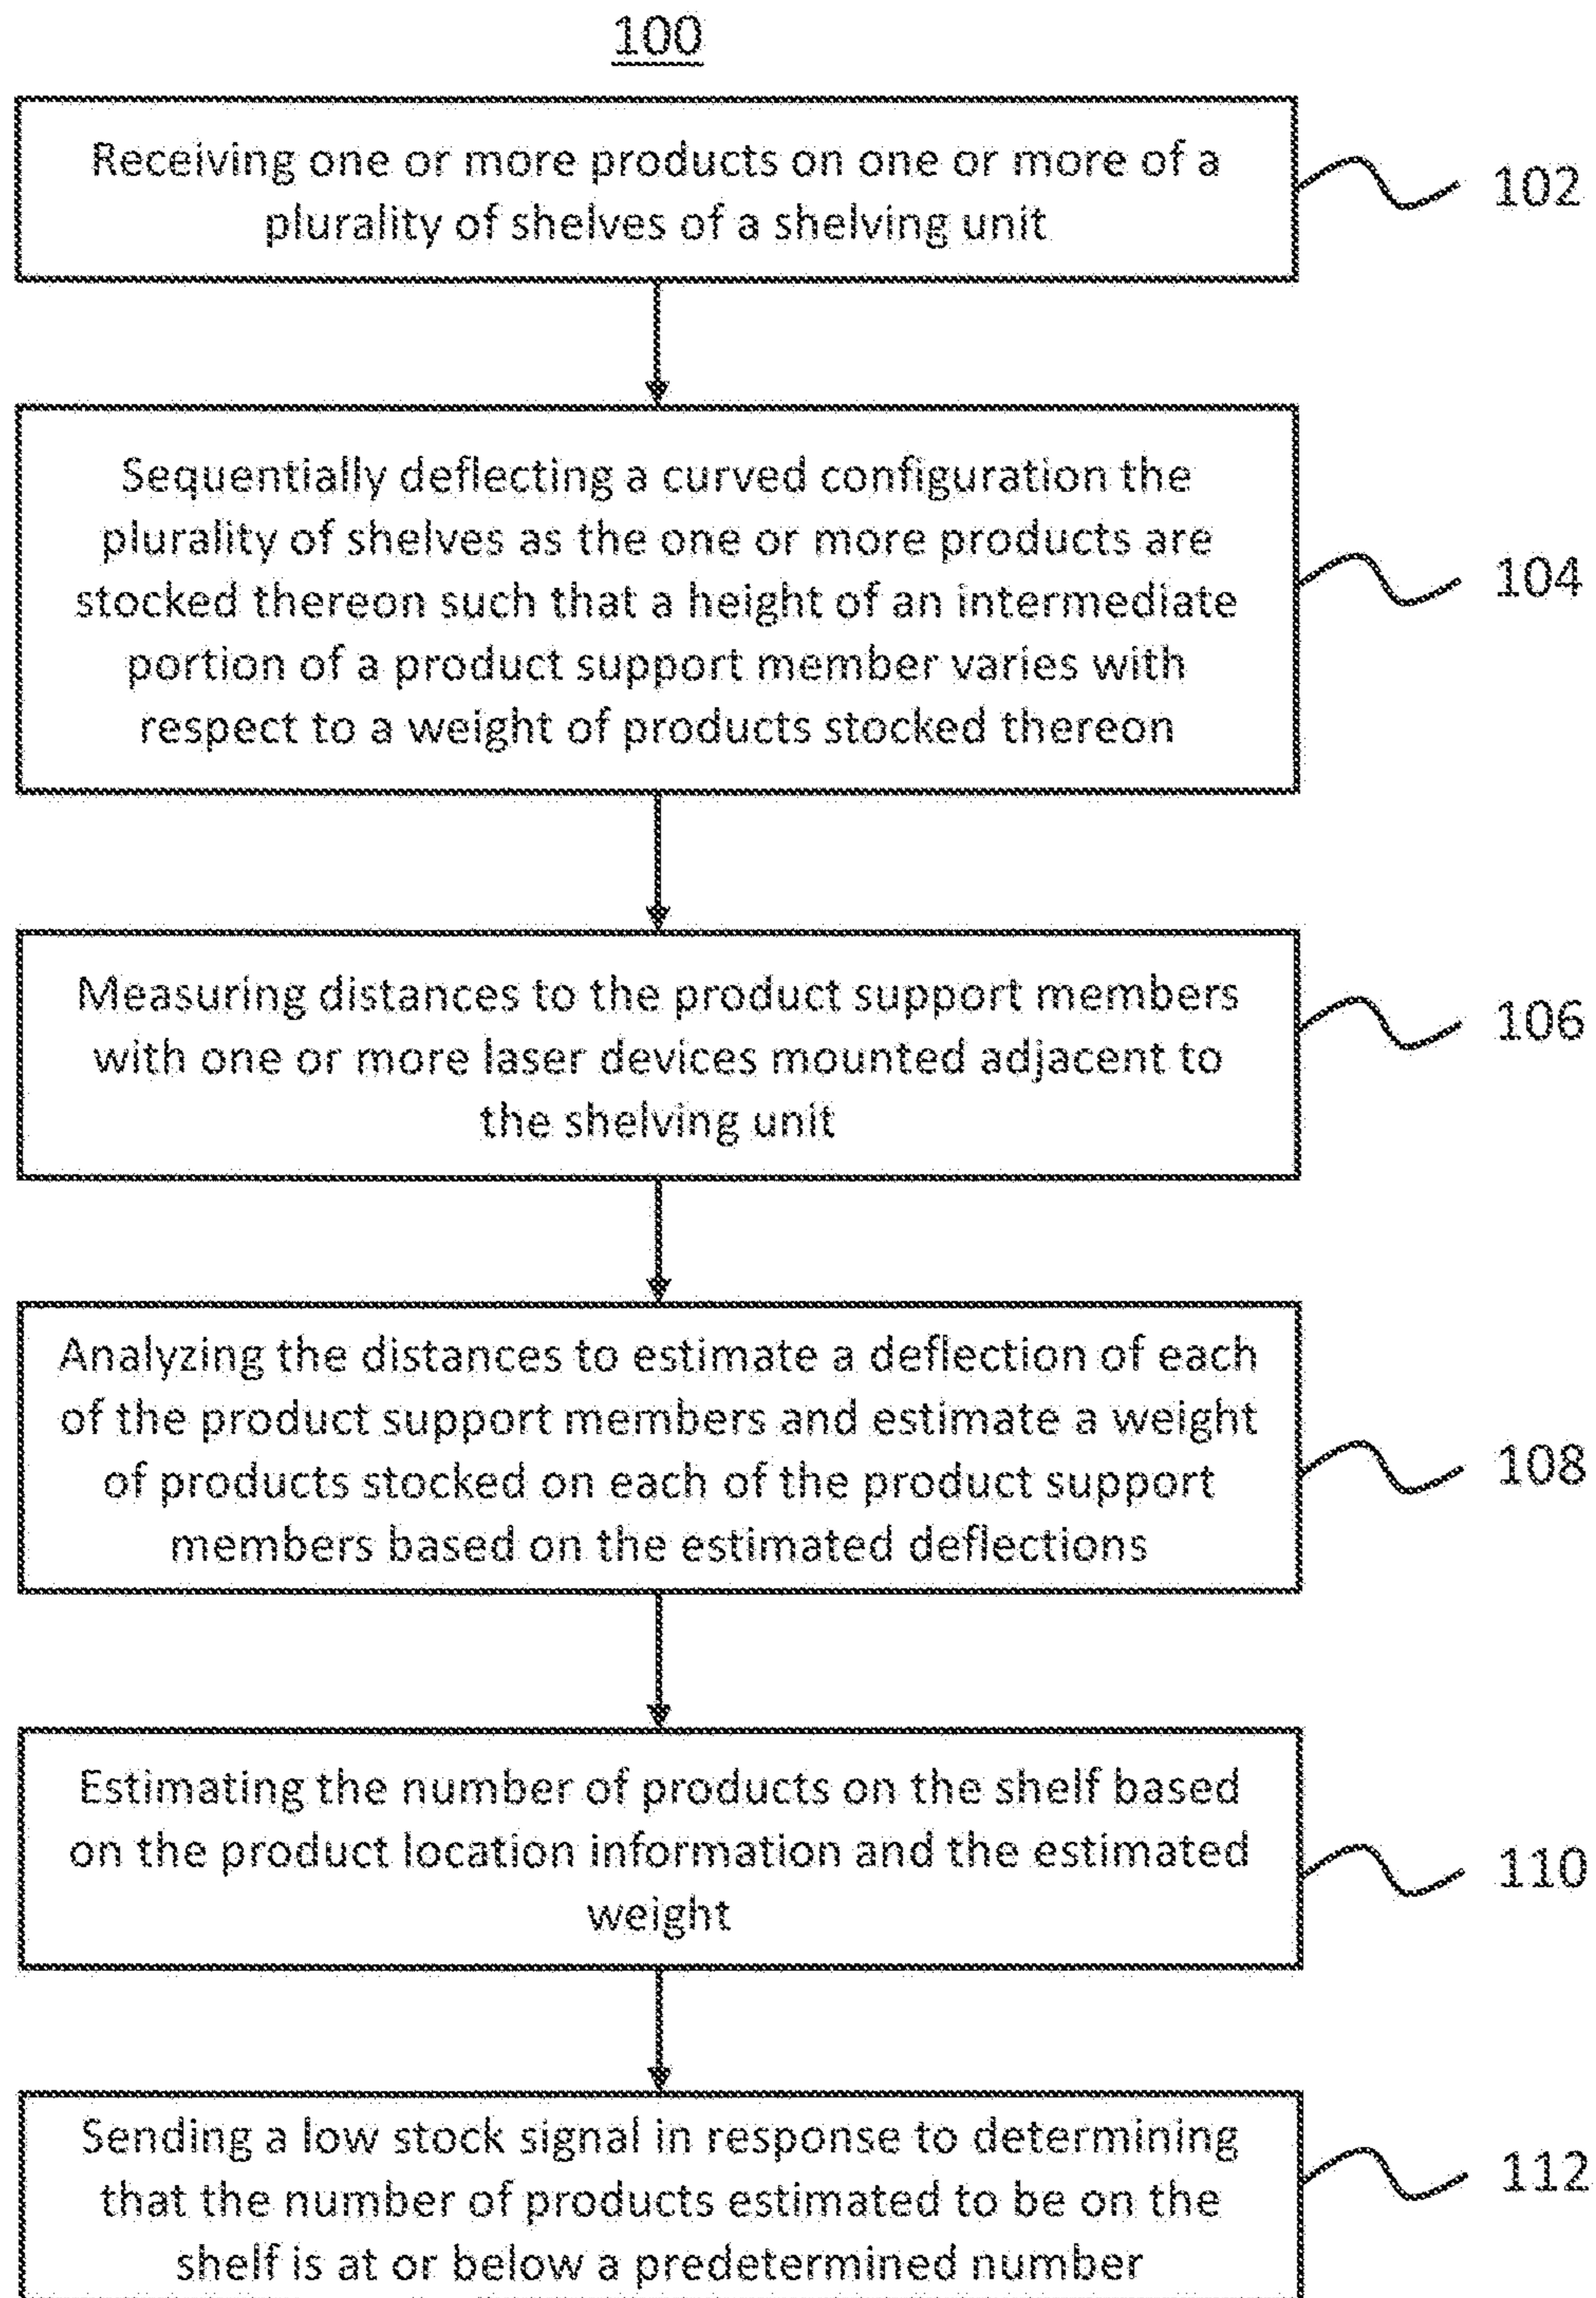 100
Receiving one or more products on one or more of a
plurality of shelves of a shelving unit
102
Sequentially deflecting a curved configuration the
plurality of shelves as the one or more products are
stocked thereon such that a height of an intermediate
portion of a product support member varies with
respect to a weight of products stocked thereon
104
Measuring distances to the product support members
with one or more laser devices mounted adjacent to
the shelving unit
106
Analyzing the distances to estimate a deflection of each
of the product support members and estimate a weight
of products stocked on each of the product support
members based on the estimated deflections
108
Estimating the number of products on the shelf based
on the product location information and the estimated
weight
110
Sending a low stock signal in response to determining
that the number of products estimated to be on the
shelf is at or below a predetermined number
112